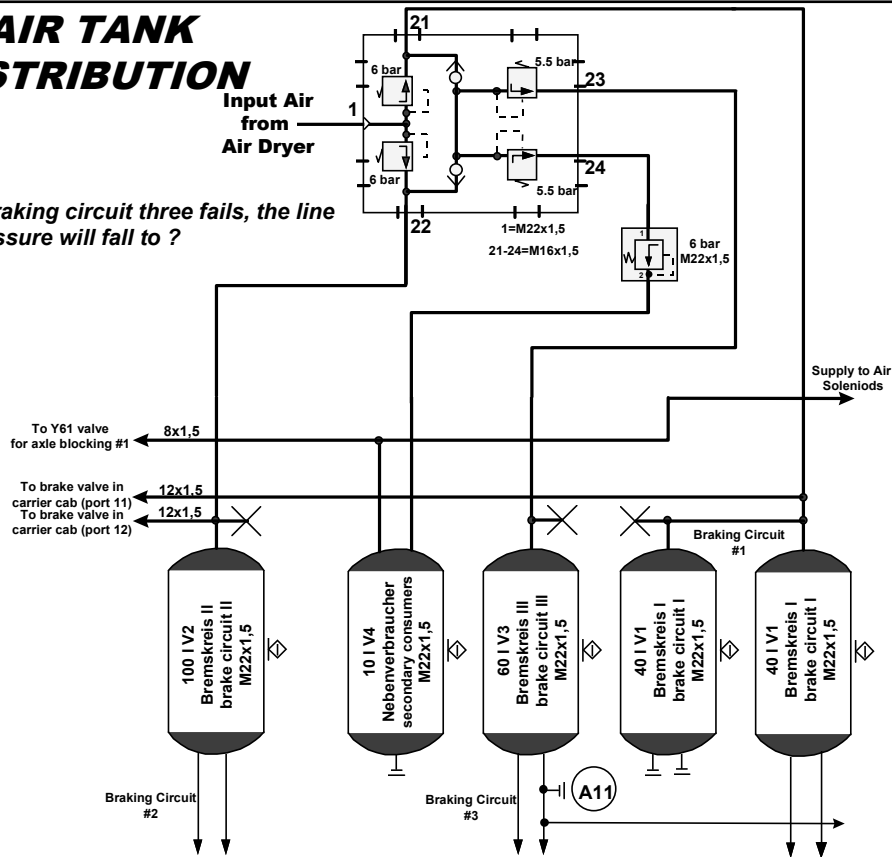 AIR TANK
STRIBUTION
Input Air
from
Air Dryer
1
21
6 bar
5.5 bar
23
6 bar
5.5 bar
24
22
1=M22x1,5
21-24=M16x1,5
raking circuit three fails, the line
ssure will fall to ?
1
2
6 bar
M22x1,5
Supply to Air
Soleniods
To Y61 valve
for axle blocking #1
8x1,5
To brake valve in
carrier cab (port 11)
12x1,5
To brake valve in
carrier cab (port 12)
12x1,5
Braking Circuit
#1
100 l V2
Bremskreis II
brake circuit II
M22x1,5
10 l V4
Nebenverbraucher
secondary consumers
M22x1,5
60 l V3
Bremskreis III
brake circuit III
M22x1,5
40 l V1
Bremskreis I
brake circuit I
M22x1,5
40 l V1
Bremskreis I
brake circuit I
M22x1,5
Braking Circuit
#2
Braking Circuit
#3
A11